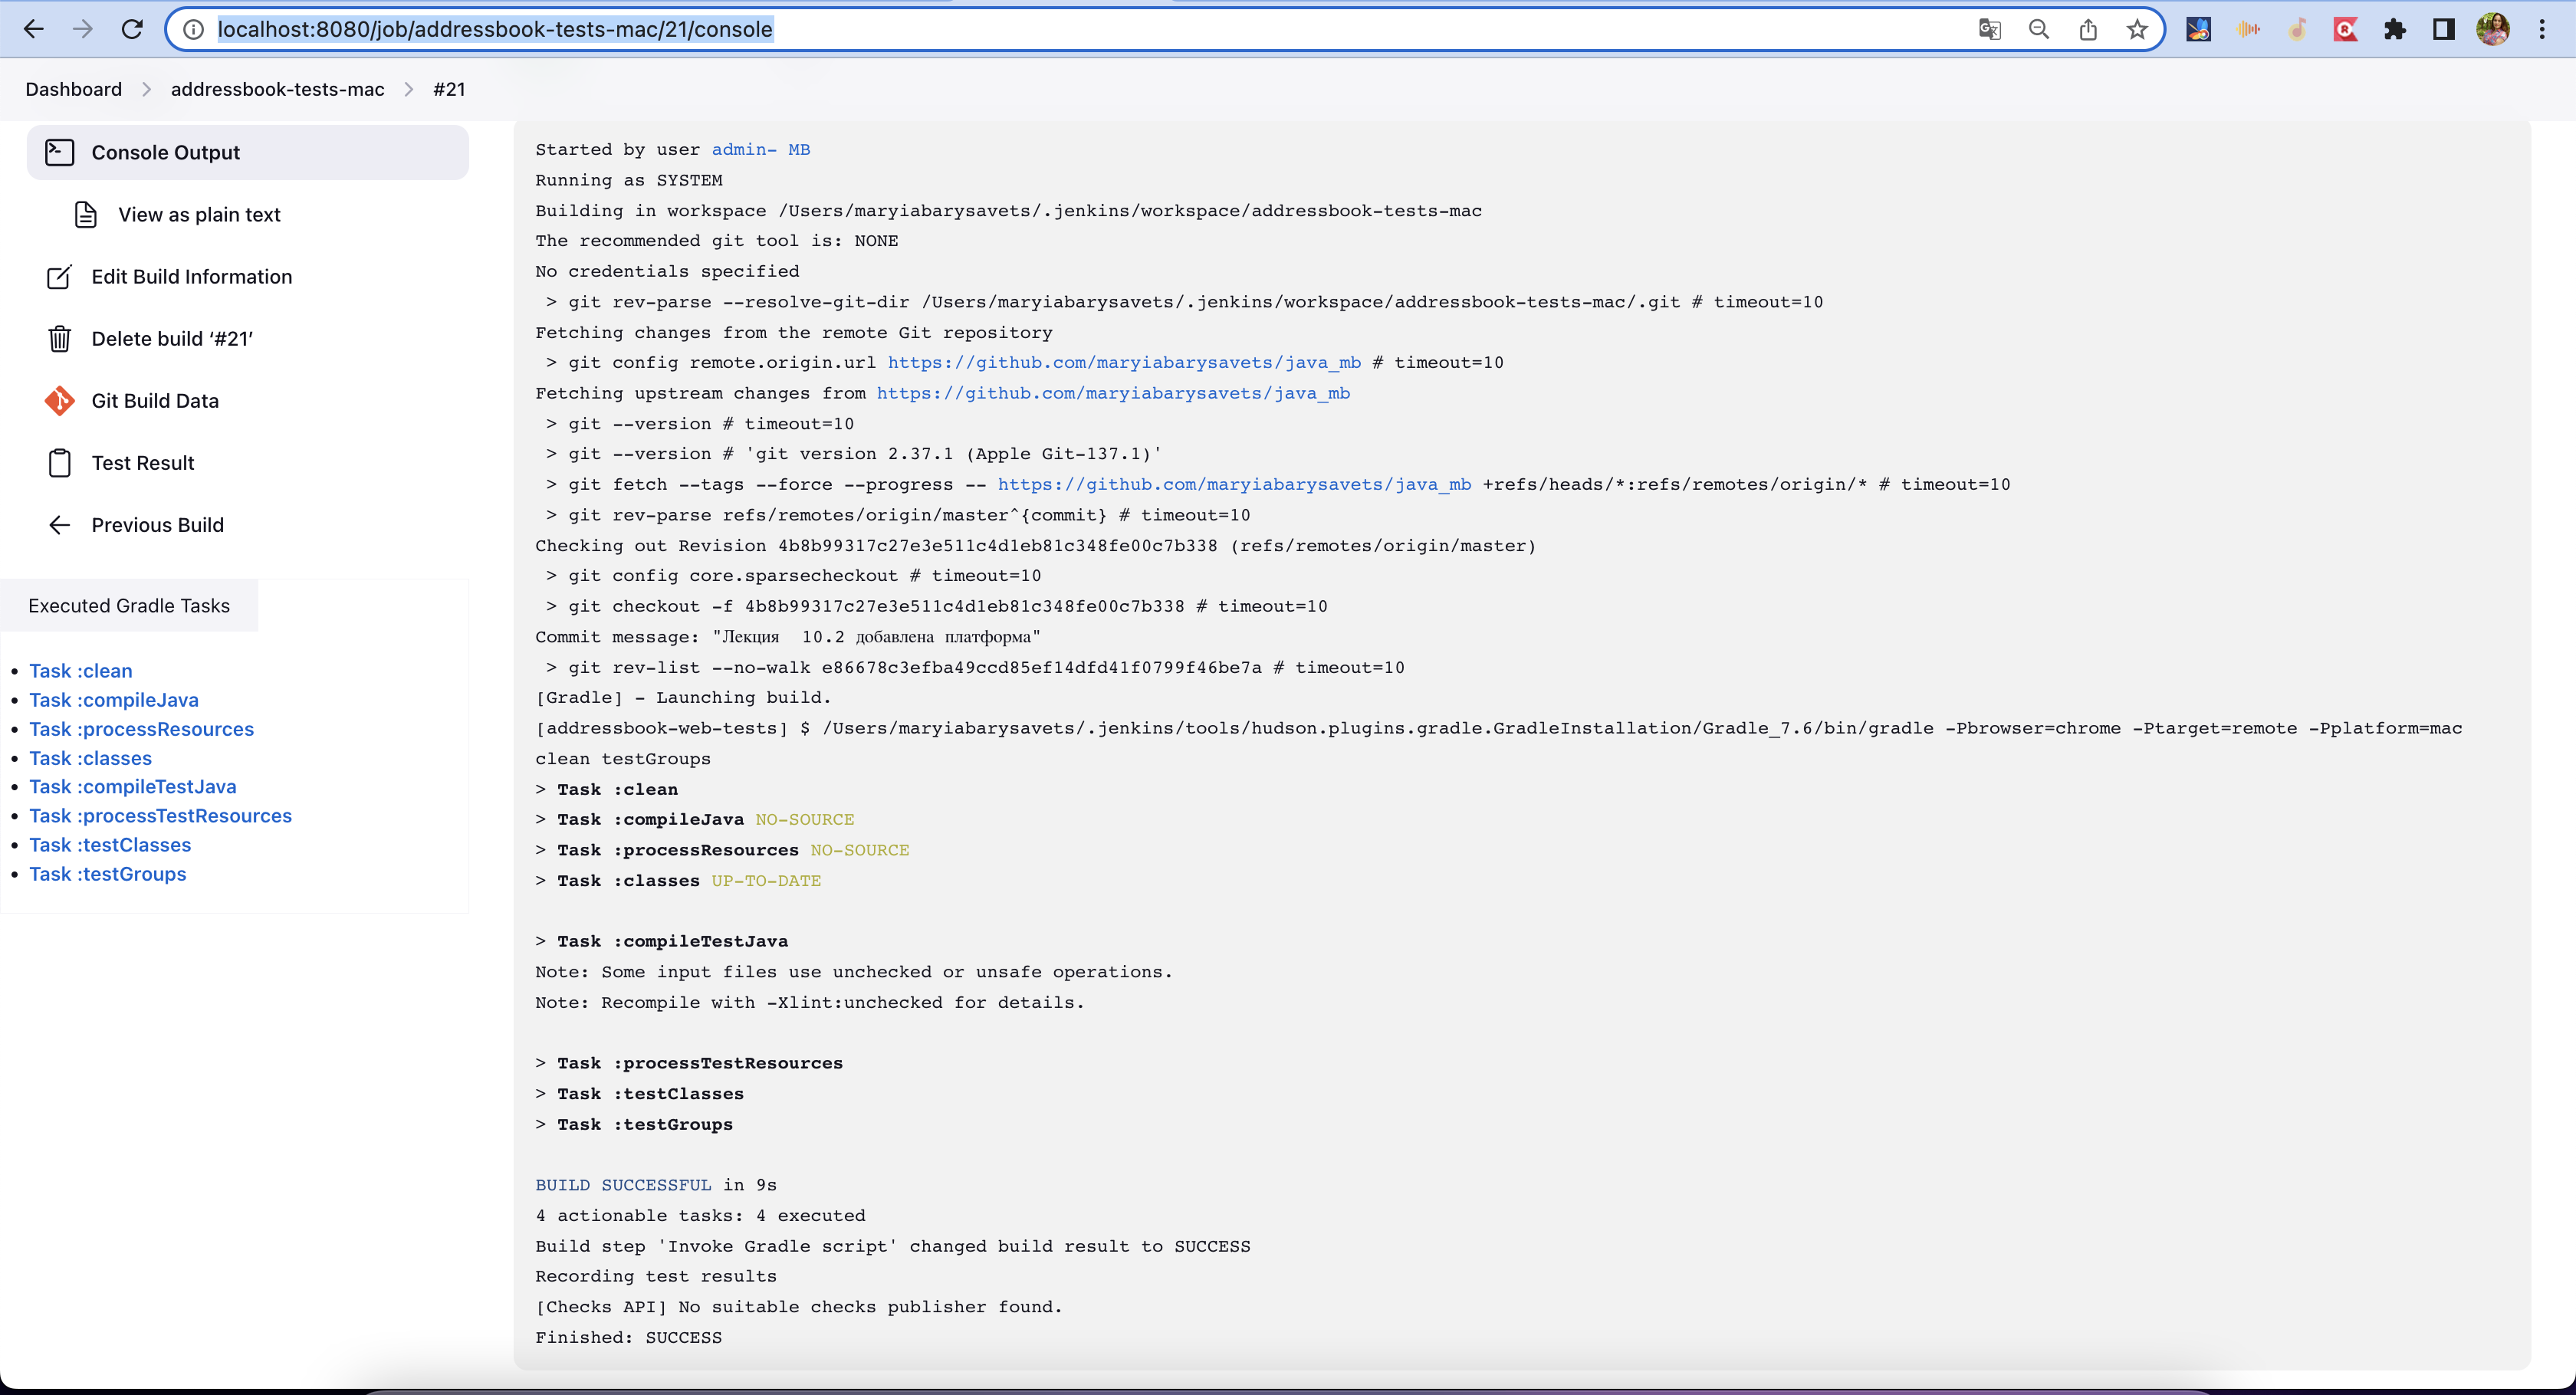 localhost:8080/job/addressbook-tests-mac/21/console
Dashboard > addressbook-tests-mac > #21
Console Output
View as plain text
Edit Build Information
Delete build ‘#21’
Git Build Data
Test Result
Previous Build
Executed Gradle Tasks
Task :clean
Task :compileJava
Task :processResources
Task :classes
Task :compileTestJava
Task :processTestResources
Task :testClasses
Task :testGroups
Started by user admin- MB
Running as SYSTEM
Building in workspace /Users/maryiabarysavets/.jenkins/workspace/addressbook-tests-mac
The recommended git tool is: NONE
No credentials specified
 > git rev-parse --resolve-git-dir /Users/maryiabarysavets/.jenkins/workspace/addressbook-tests-mac/.git # timeout=10
Fetching changes from the remote Git repository
 > git config remote.origin.url https://github.com/maryiabarysavets/java_mb # timeout=10
Fetching upstream changes from https://github.com/maryiabarysavets/java_mb
 > git --version # timeout=10
 > git --version # 'git version 2.37.1 (Apple Git-137.1)'
 > git fetch --tags --force --progress -- https://github.com/maryiabarysavets/java_mb +refs/heads/*:refs/remotes/origin/* # timeout=10
 > git rev-parse refs/remotes/origin/master^{commit} # timeout=10
Checking out Revision 4b8b99317c27e3e511c4d1eb81c348fe00c7b338 (refs/remotes/origin/master)
 > git config core.sparsecheckout # timeout=10
 > git checkout -f 4b8b99317c27e3e511c4d1eb81c348fe00c7b338 # timeout=10
Commit message: "Лекция  10.2 добавлена платформа"
 > git rev-list --no-walk e86678c3efba49ccd85ef14dfd41f0799f46be7a # timeout=10
[Gradle] - Launching build.
[addressbook-web-tests] $ /Users/maryiabarysavets/.jenkins/tools/hudson.plugins.gradle.GradleInstallation/Gradle_7.6/bin/gradle -Pbrowser=chrome -Ptarget=remote -Pplatform=mac
clean testGroups
> Task :clean
> Task :compileJava NO-SOURCE
> Task :processResources NO-SOURCE
> Task :classes UP-TO-DATE
> Task :compileTestJava
Note: Some input files use unchecked or unsafe operations.
Note: Recompile with -Xlint:unchecked for details.
> Task :processTestResources
> Task :testClasses
> Task :testGroups
BUILD SUCCESSFUL in 9s
4 actionable tasks: 4 executed
Build step 'Invoke Gradle script' changed build result to SUCCESS
Recording test results
[Checks API] No suitable checks publisher found.
Finished: SUCCESS